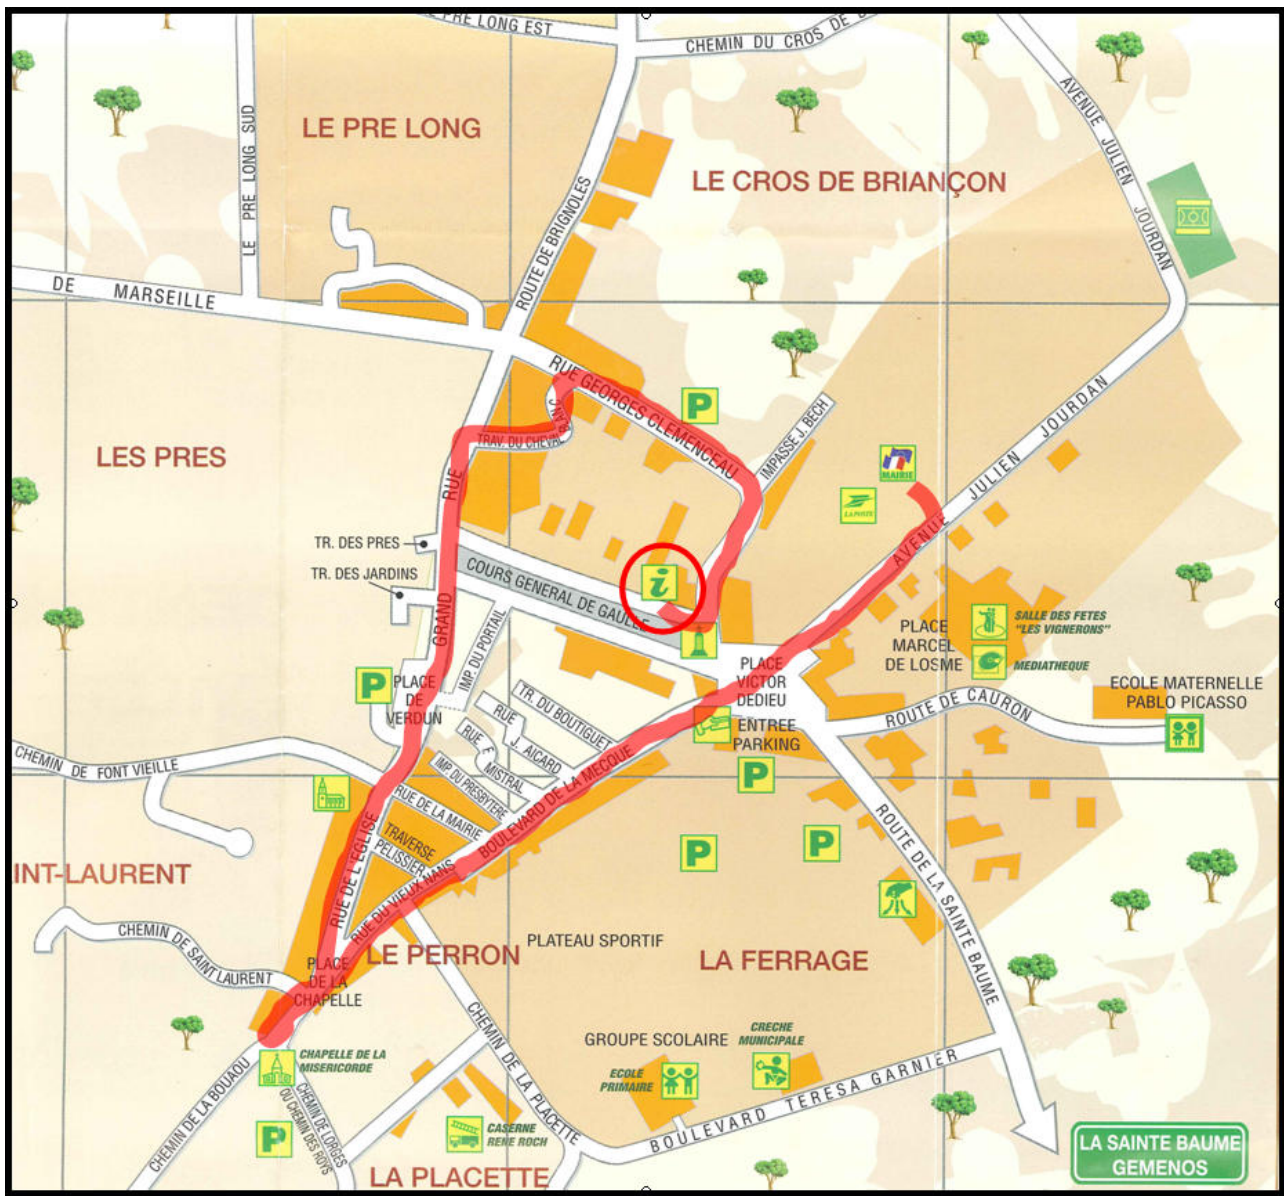 PRE LONG EST
CHEMIN DU CROS DE
LE PRE LONG SUD
LE PRE LONG
AVENUE JULIEN JOURDAN
LE CROS DE BRIANÇON
ROUTE DE BRIGNOLES
DE MARSEILLE
RUE GEORGES CLEMENCEAU
P
IMPASSE J. BECH
TRAV. DU CHEVAL BLANC
LES PRES
MAIRIE
LA POSTE
AVENUE JULIEN JOURDAN
GRAND RUE
TR. DES PRES
TR. DES JARDINS
COURS GENERAL DE GAULLE
i
IMP. DU PORTAIL
SALLE DES FETES
"LES VIGNERONS"
PLACE
MARCEL
DE LOSME
MEDIATHEQUE
PLACE
VICTOR
DEDIEU
P
PLACE
DE
VERDUN
ECOLE MATERNELLE
PABLO PICASSO
ROUTE DE CAURON
TR. DU BOUTIGUET
RUE J. AICARD
RUE F. MISTRAL
ENTREE
PARKING
P
CHEMIN DE FONT VIEILLE
IMP. DU PRESBYTERE
BOULEVARD DE LA MECQUE
RUE DE LA MAIRIE
TRAVERSE
PELISSIER
RUE DE L'EGLISE
RUE DU VIEUX NANS
P
P
ROUTE DE LA SAINTE BAUME
INT-LAURENT
CHEMIN DE SAINT LAURENT
LE PERRON
PLATEAU SPORTIF
LA FERRAGE
PLACE
DE LA
CHAPELLE
CHEMIN DE LA PLACETTE
GROUPE SCOLAIRE
CRECHE
MUNICIPALE
CHAPELLE DE LA
MISERICORDE
ECOLE
PRIMAIRE
CHEMIN DE LA BOUAOU
CHEMIN DE LORGES
OU CHEMIN DES ROYS
P
CASERNE
RENE ROCH
BOULEVARD TERESA GARNIER
LA PLACETTE
LA SAINTE BAUME
GEMENOS